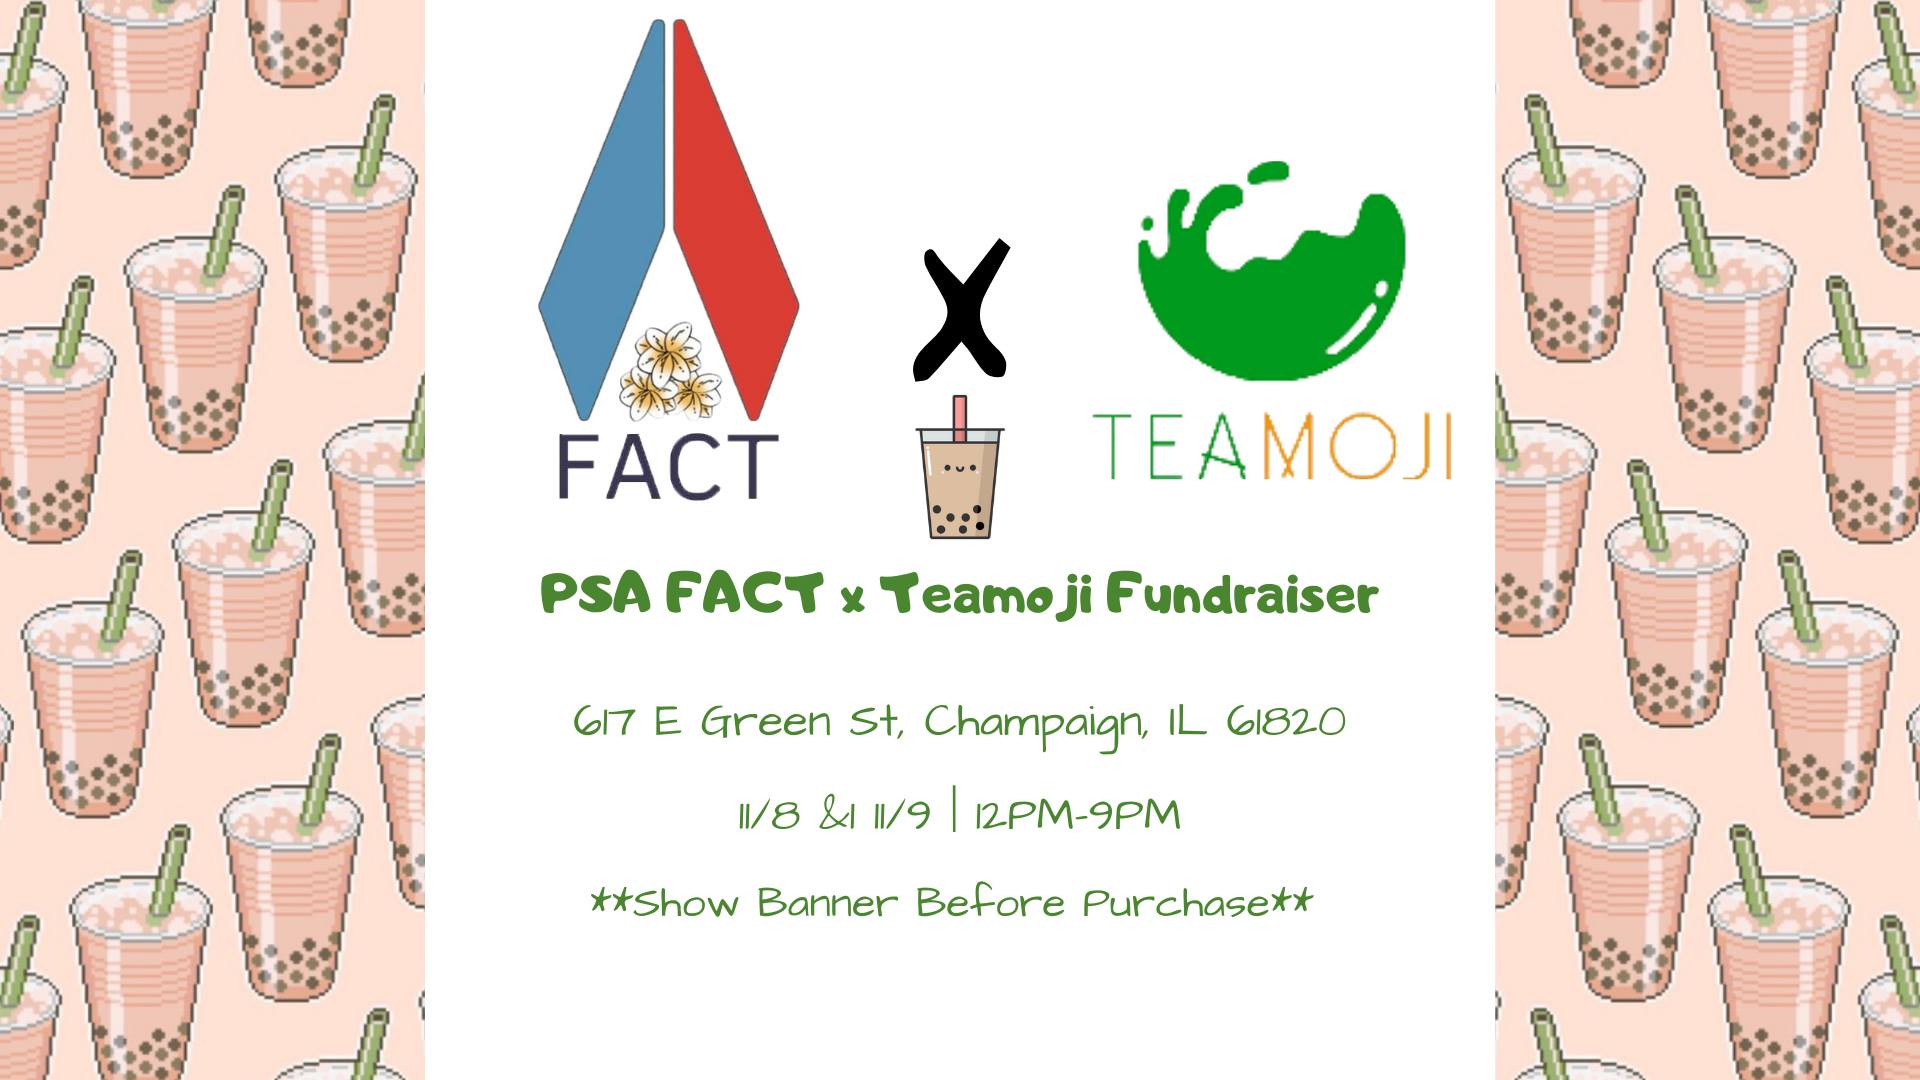 FACT
X
TEAMOJI
PSA FACT x Teamoji Fundraiser
617 E Green St, Champaign, IL 61820
11/8 &1 11/9 | 12PM-9PM
**Show Banner Before Purchase**